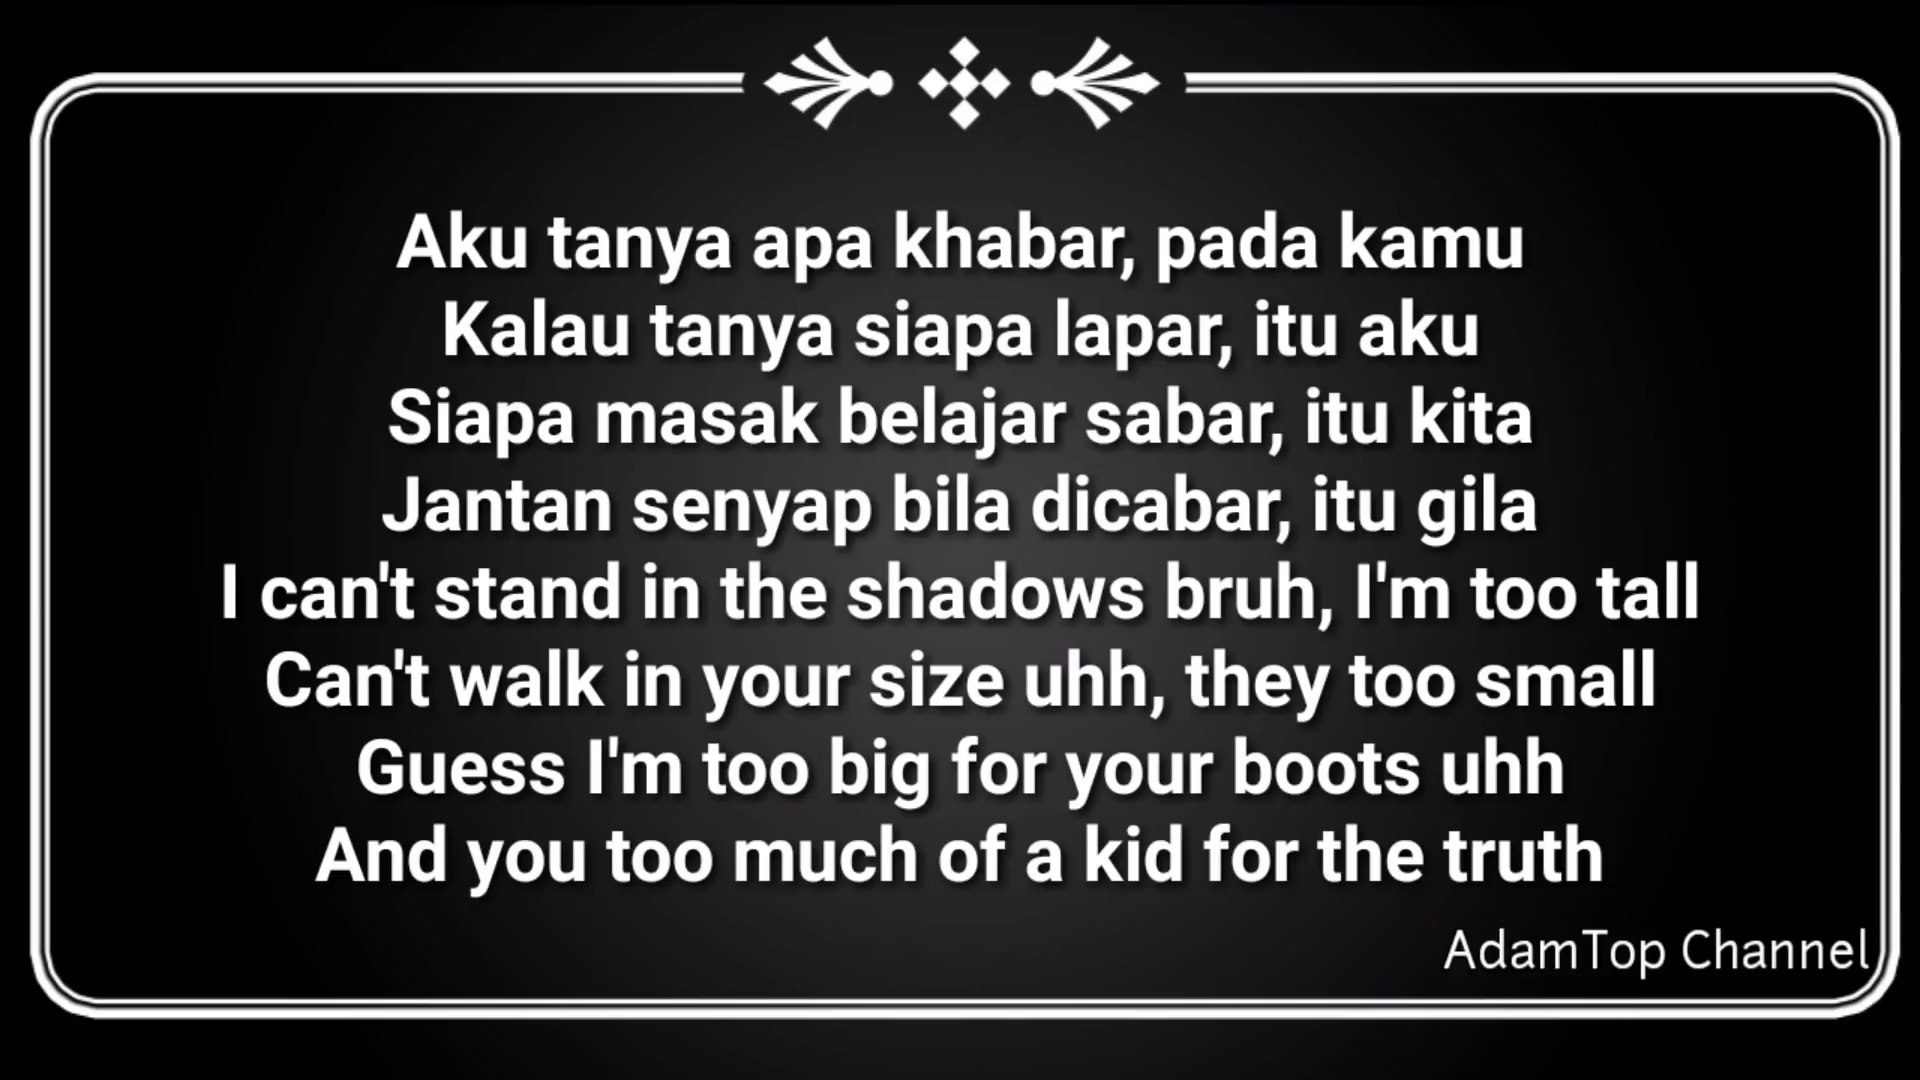 Aku tanya apa khabar, pada kamu
Kalau tanya siapa lapar, itu aku
Siapa masak belajar sabar, itu kita
Jantan senyap bila dicabar, itu gila
I can't stand in the shadows bruh, I'm too tall
Can't walk in your size uhh, they too small
Guess I'm too big for your boots uhh
And you too much of a kid for the truth
AdamTop Channel